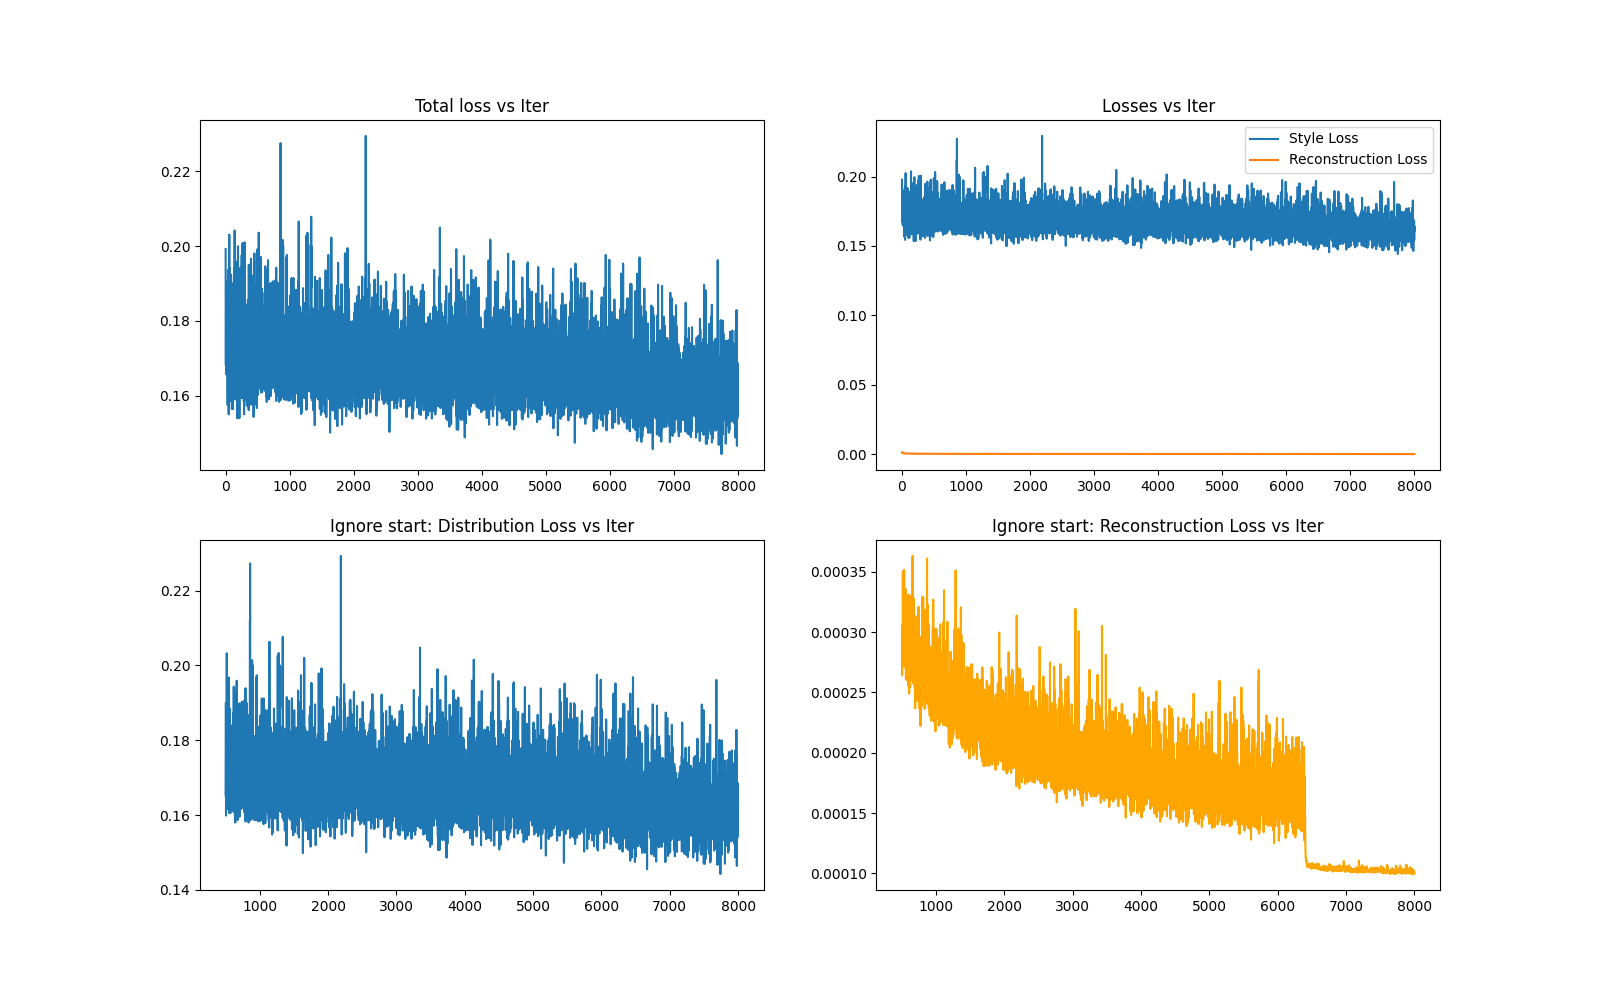 Total loss vs Iter
0.22
0.20
0.18
0.16
0 1000 2000 3000 4000 5000 6000 7000 8000
Losses vs Iter
Style Loss
Reconstruction Loss
0.20
0.15
0.10
0.05
0.00
0 1000 2000 3000 4000 5000 6000 7000 8000
Ignore start: Distribution Loss vs Iter
0.22
0.20
0.18
0.16
0.14
1000 2000 3000 4000 5000 6000 7000 8000
Ignore start: Reconstruction Loss vs Iter
0.00035
0.00030
0.00025
0.00020
0.00015
0.00010
1000 2000 3000 4000 5000 6000 7000 8000